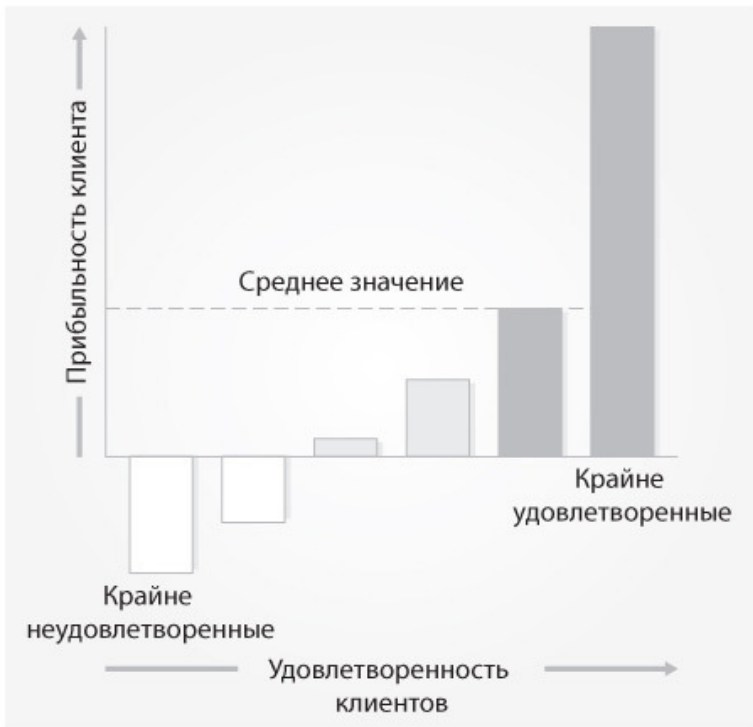 Прибыльность клиента
Среднее значение
Крайне
удовлетворенные
Крайне
неудовлетворенные
Удовлетворенность
клиентов